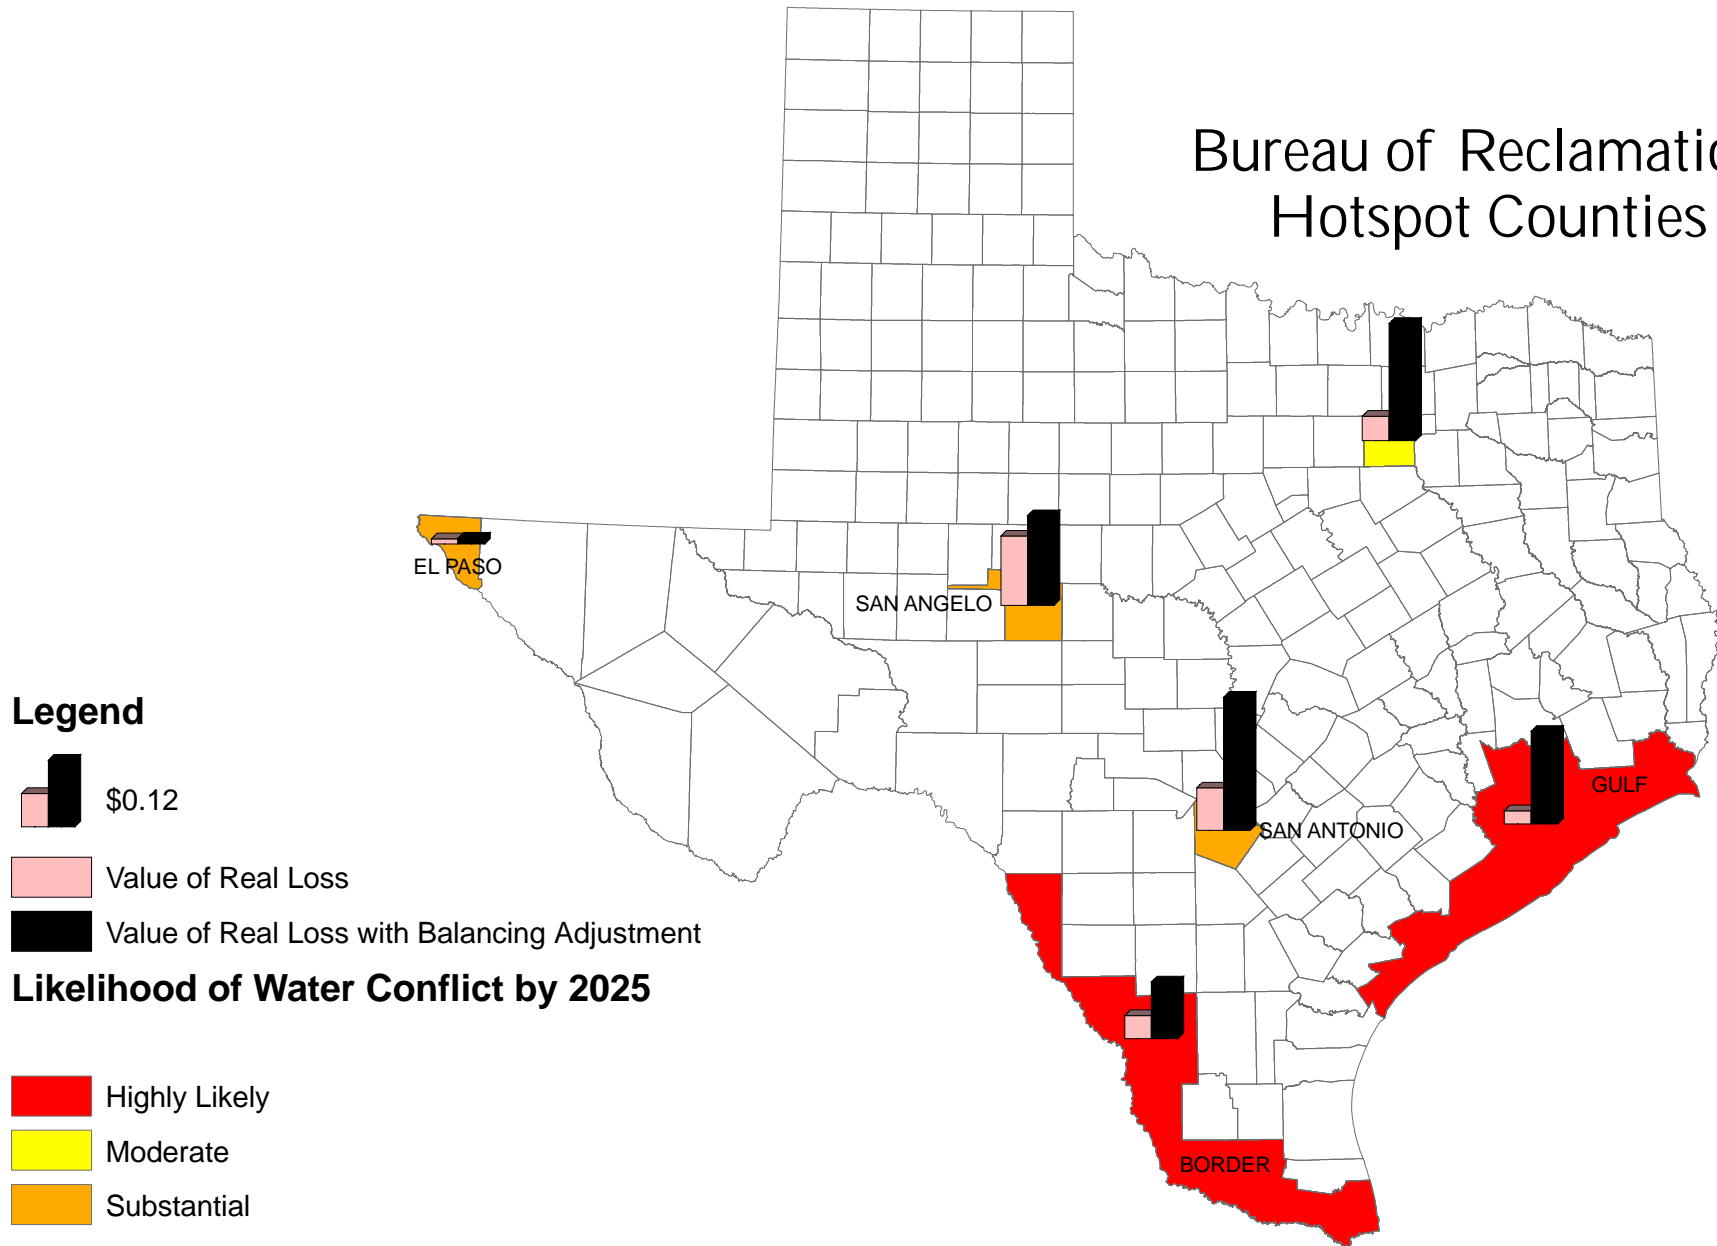 Bureau of Reclamatio
Hotspot Counties
EL PASO
SAN ANGELO
SAN ANTONIO
GULF
BORDER
Legend
$0.12
Value of Real Loss
Value of Real Loss with Balancing Adjustment
Likelihood of Water Conflict by 2025
Highly Likely
Moderate
Substantial